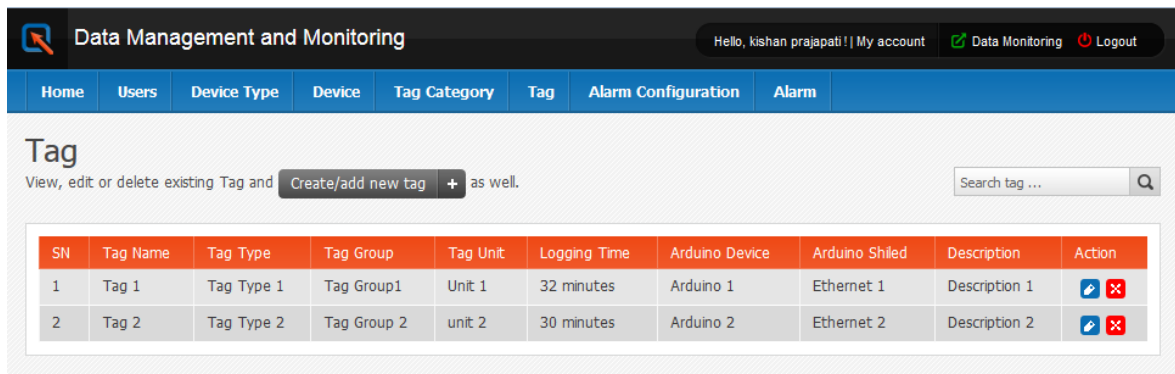 Data Management and Monitoring
Hello, kishan prajapati ! | My account Data Monitoring Logout
Home Users Device Type Device Tag Category Tag Alarm Configuration Alarm
Tag
View, edit or delete existing Tag and Create/add new tag + as well.
Search tag ...
SN Tag Name Tag Type Tag Group Tag Unit Logging Time Arduino Device Arduino Shiled Description Action
1 Tag 1 Tag Type 1 Tag Group1 Unit 1 32 minutes Arduino 1 Ethernet 1 Description 1
2 Tag 2 Tag Type 2 Tag Group 2 unit 2 30 minutes Arduino 2 Ethernet 2 Description 2